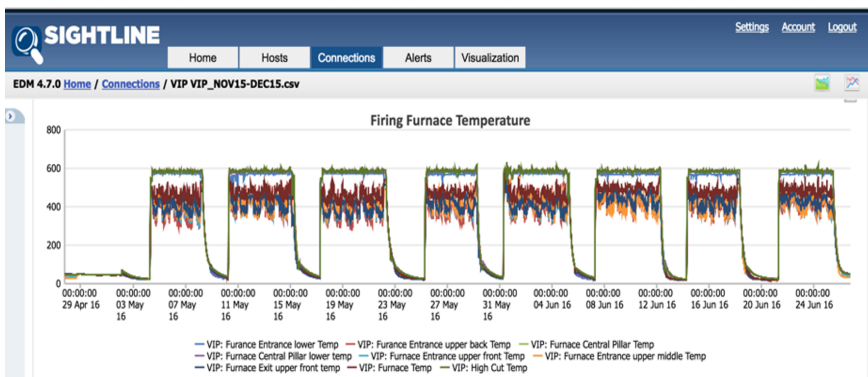 SIGHTLINE
Settings Account Logout
Home Hosts Connections Alerts Visualization
EDM 4.7.0 Home / Connections / VIP VIP_NOV15-DEC15.csv
Firing Furnace Temperature
800
600
400
200
0
00:00:00 00:00:00 00:00:00 00:00:00 00:00:00 00:00:00 00:00:00 00:00:00 00:00:00 00:00:00 00:00:00 00:00:00 00:00:00 00:00:00 00:00:00
29 Apr 16 03 May 07 May 11 May 15 May 19 May 23 May 27 May 31 May 04 Jun 16 08 Jun 16 12 Jun 16 16 Jun 16 20 Jun 16 24 Jun 16
16 16 16 16 16 16 16 16
VIP: Furance Entrance lower Temp VIP: Furnace Entrance upper back Temp VIP: Furnace Central Pillar Temp
VIP: Furnace Central Pillar lower temp VIP: Furnace Entrance upper front Temp VIP: Furnace Entrance upper middle Temp
VIP: Furnace Exit upper front temp VIP: Furnace Temp VIP: High Cut Temp